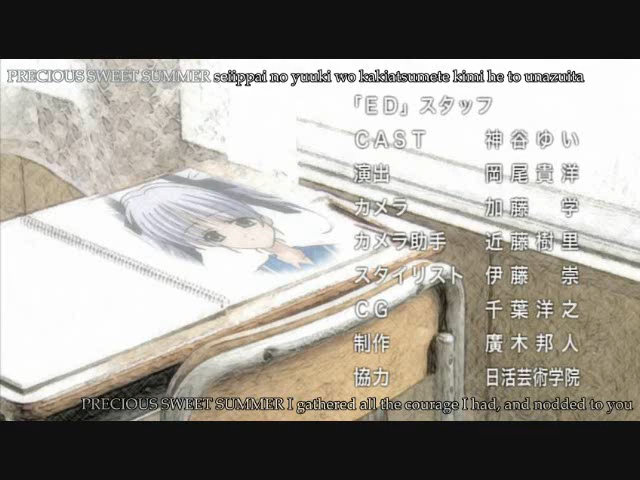 PRECIOUS SWEET SUMMER seiippai no yuuki wo kakiatsumete kimi he to unazuita
「ED」スタッフ
CAST 神谷ゆい
演出 岡尾貴洋
カメラ 加藤 学
カメラ助手 近藤樹里
スタイリスト 伊藤 崇
CG 千葉洋之
制作 廣木邦人
協力 日活芸術学院
PRECIOUS SWEET SUMMER I gathered all the courage I had, and nodded to you